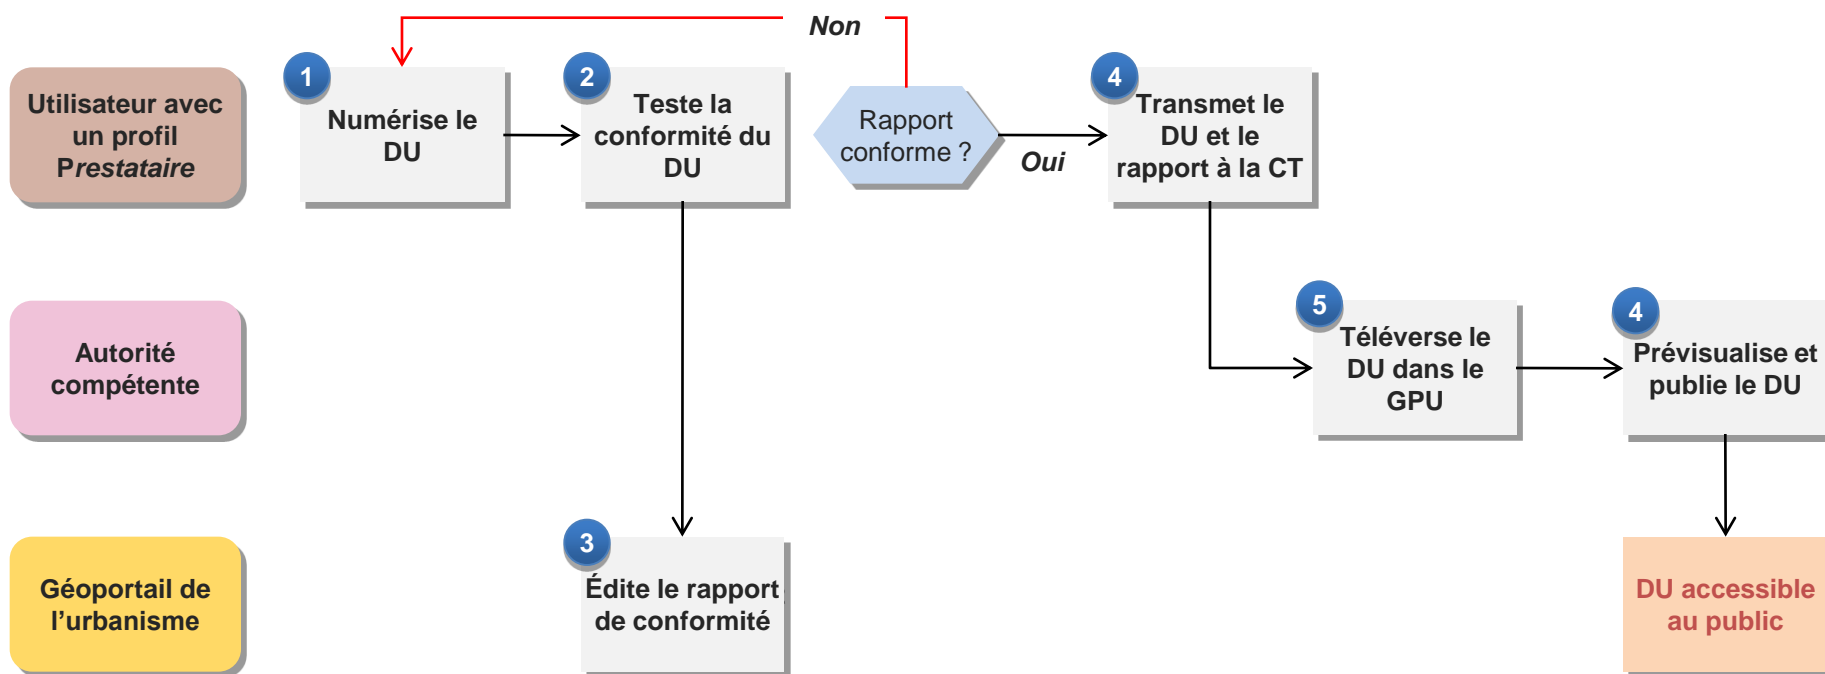 Non
Utilisateur avec
un profil
Prestataire
1
Numérise le
DU
2
Teste la
conformité du
DU
Rapport
conforme ?
Oui
4
Transmet le
DU et le
rapport à la CT
Autorité
compétente
5
Téléverse le
DU dans le
GPU
4
Prévisualise et
publie le DU
Géoportail de
l’urbanisme
3
Édite le rapport
de conformité
DU accessible
au public